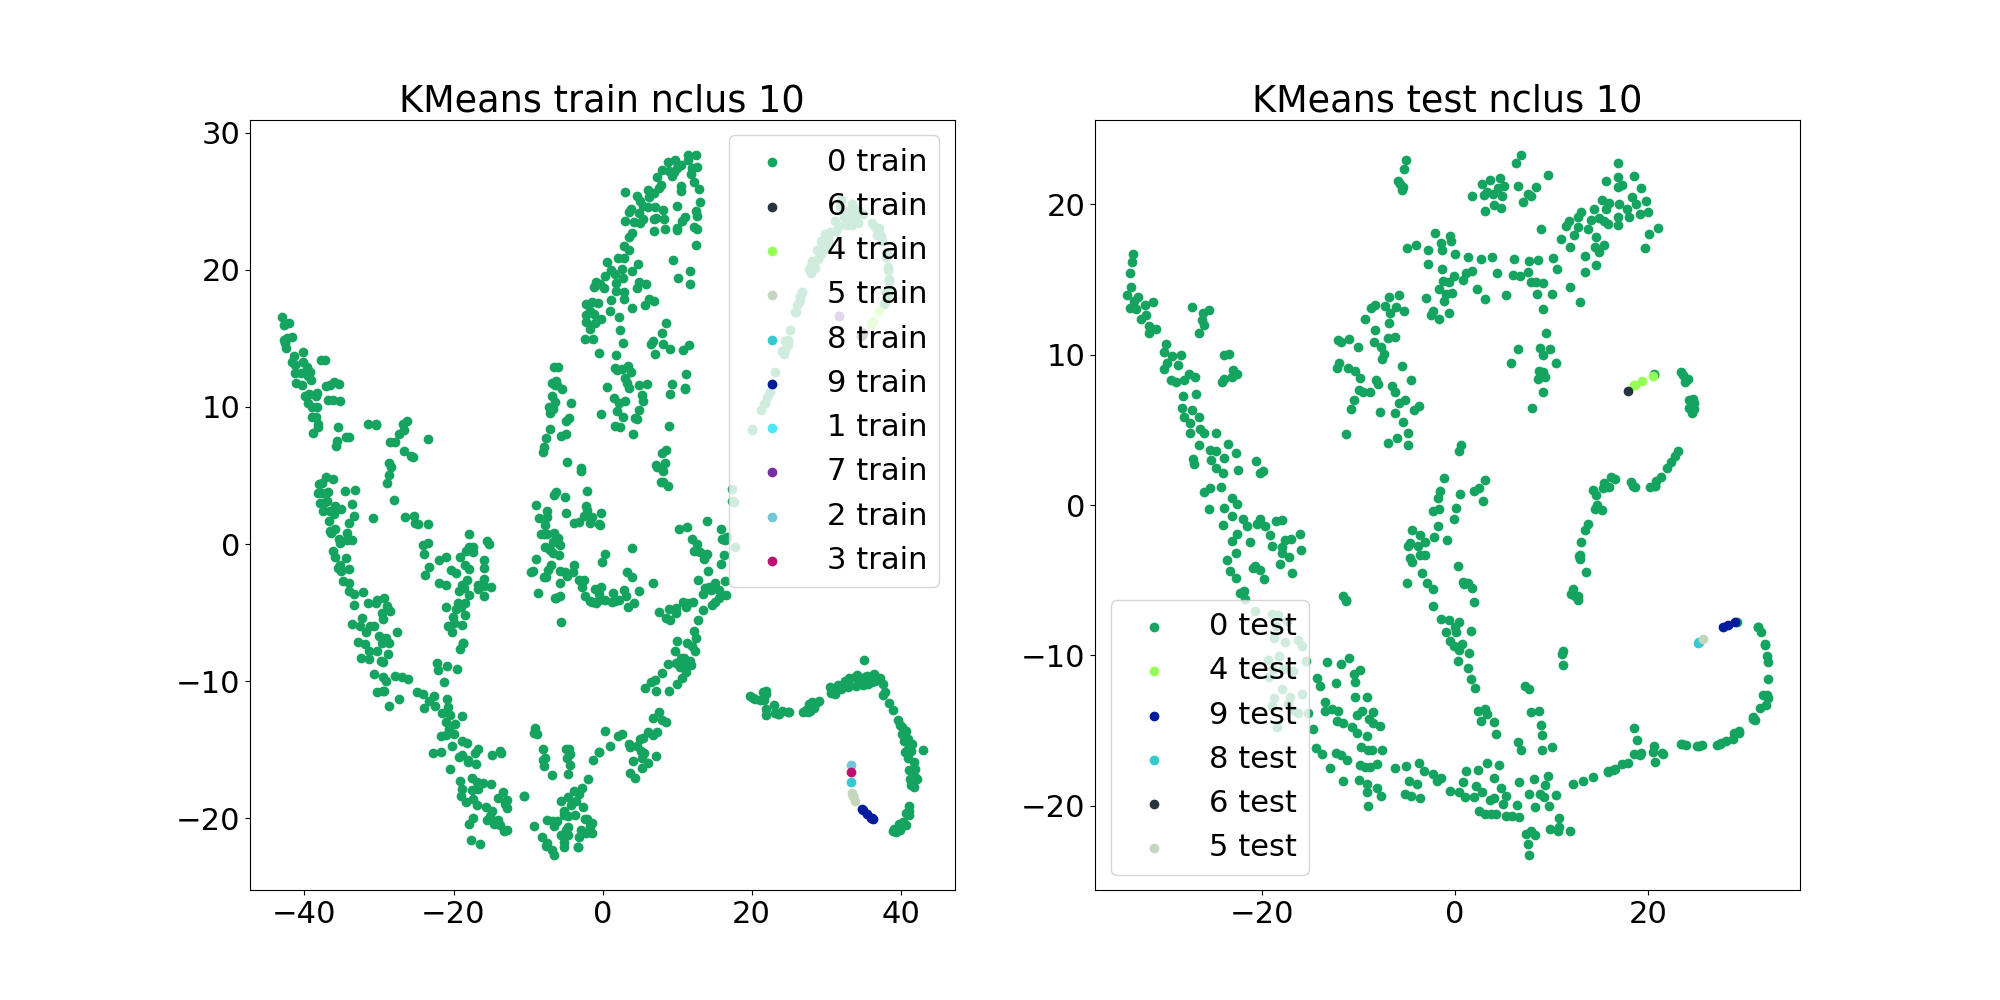 KMeans train nclus 10
30
20
10
0
−10
−20
−40
−20
0
20
40
0 train
6 train
4 train
5 train
8 train
9 train
1 train
7 train
2 train
3 train
KMeans test nclus 10
20
10
0
−10
−20
−20
0
20
0 test
4 test
9 test
8 test
6 test
5 test